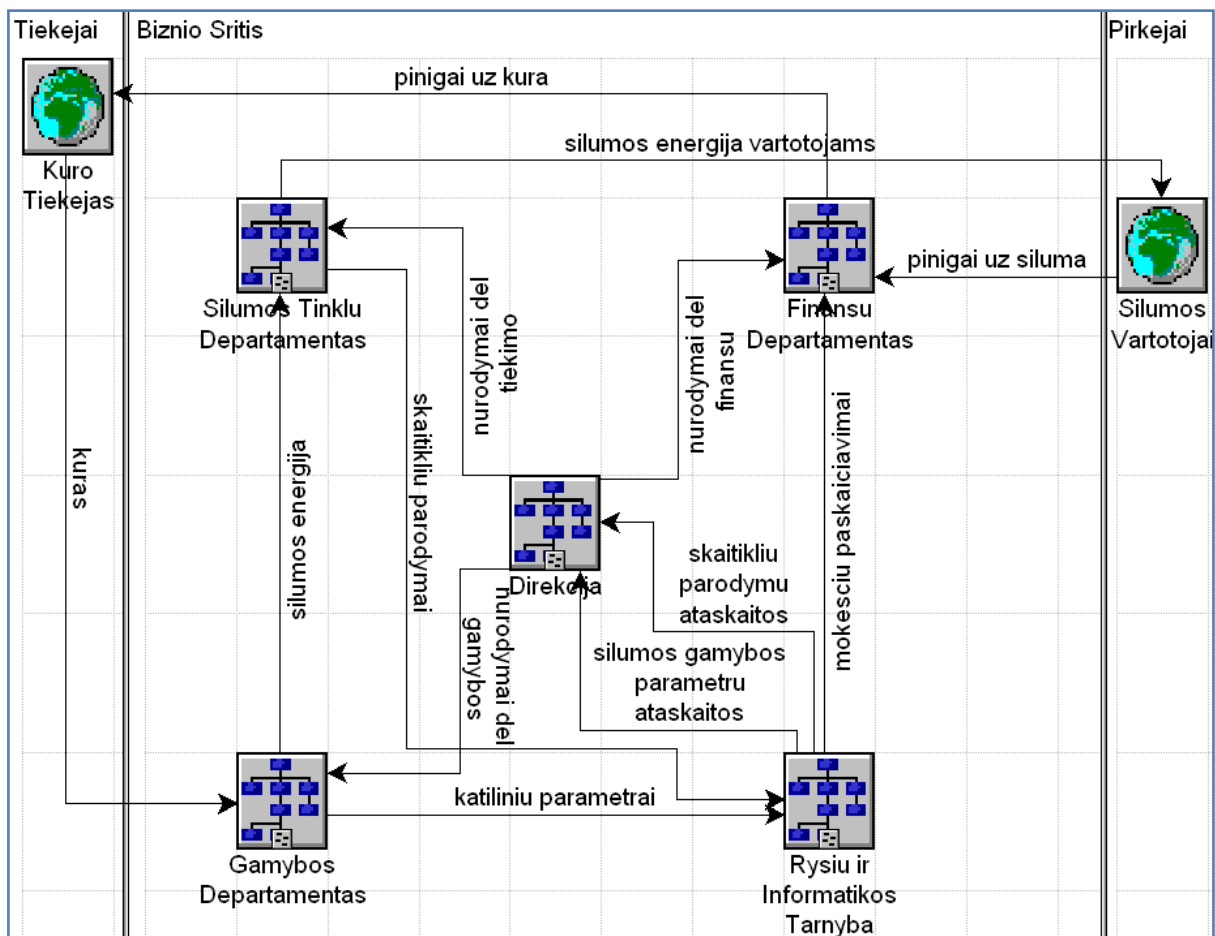 Tiekejai
Biznio Sritis
Pirkejai
pinigai uz kura
silumos energija vartotojams
Kuro
Tiekejas
Silumos Tinklu
Departamentas
Finansu
Departamentas
pinigai uz siluma
Silumos
Vartotojai
nurodymai del
tiekimo
nurodymai del
finansu
kuras
silumos energija
skaitikliu parodymai
mokesciu paskaiciavimai
Direkcija
skaitikliu
parodymu
ataskaitos
nurodymai del
gamybos
silumos gamybos
parametru
ataskaitos
katiliniu parametrai
Gamybos
Departamentas
Rysiu ir
Informatikos
Tarnyba